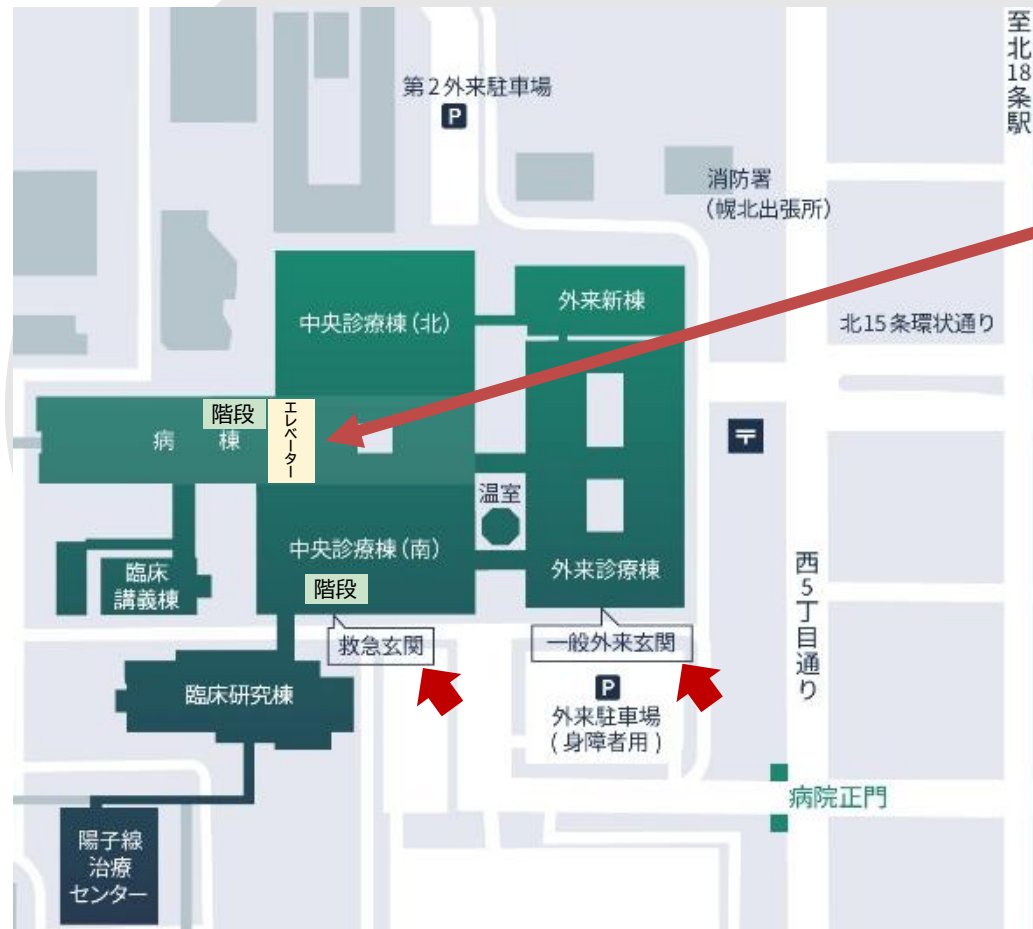 至北18条駅
第2外来駐車場
P
消防署
（幌北出張所）
外来新棟
中央診療棟（北）
北15条環状通り
階段
エレベーター
病　棟
〒
温室
中央診療棟（南）
外来診療棟
臨床
講義棟
階段
西5丁目通り
救急玄関
一般外来玄関
臨床研究棟
P
外来駐車場
（身障者用）
病院正門
陽子線
治療
センター